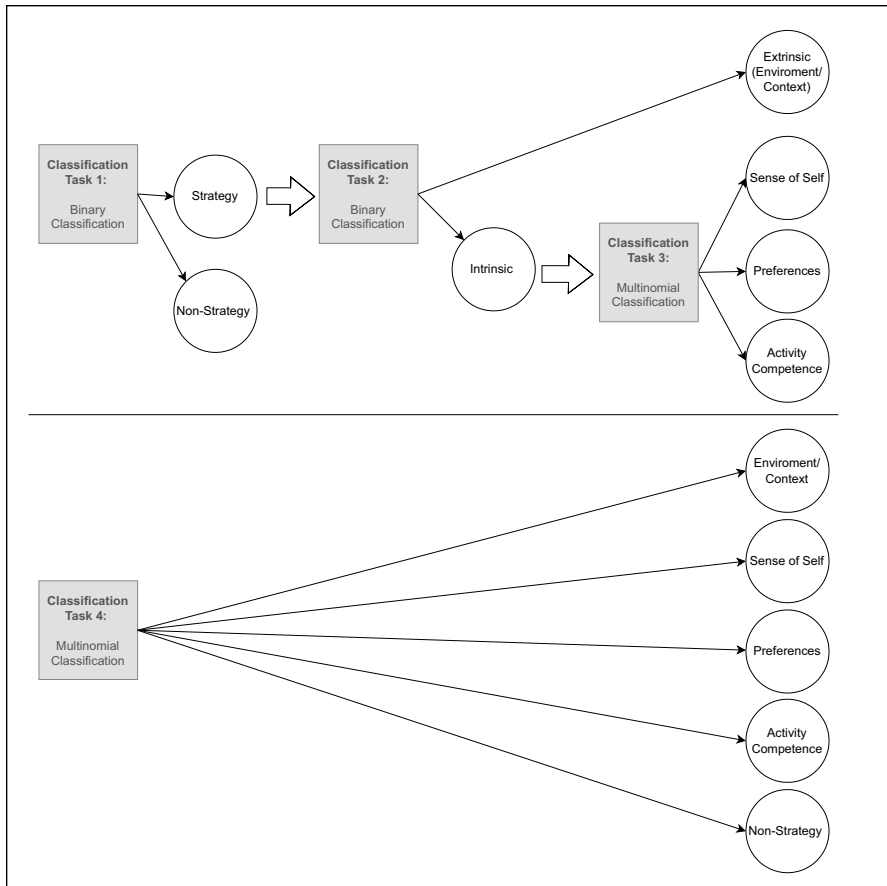 Extrinsic
(Enviroment/
Context)
Classification
Task 1:
Binary
Classification
Strategy
Non-Strategy
Classification
Task 2:
Binary
Classification
Intrinsic
Classification
Task 3:
Multinomial
Classification
Sense of Self
Preferences
Activity
Competence
Classification
Task 4:
Multinomial
Classification
Enviroment/
Context
Sense of Self
Preferences
Activity
Competence
Non-Strategy